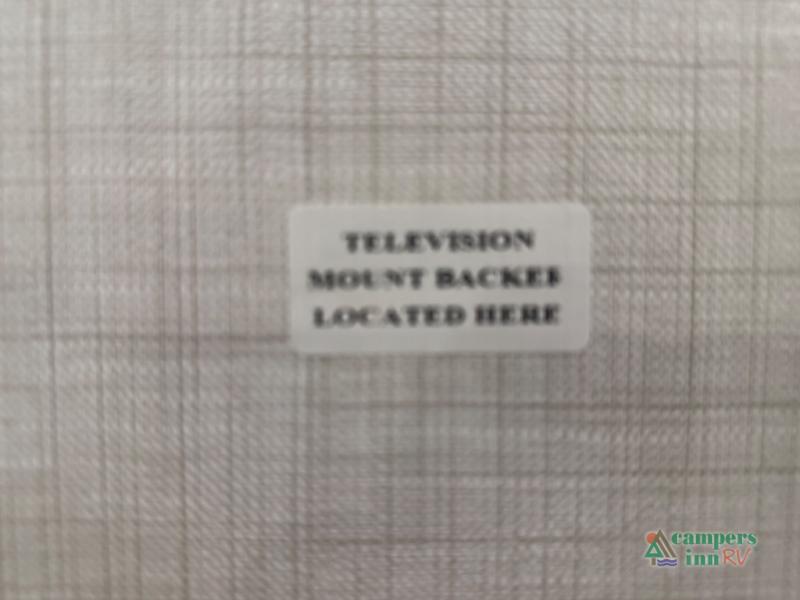 TELEVISION
MOUNT BACKER
LOCATED HERE
campers
inn RV